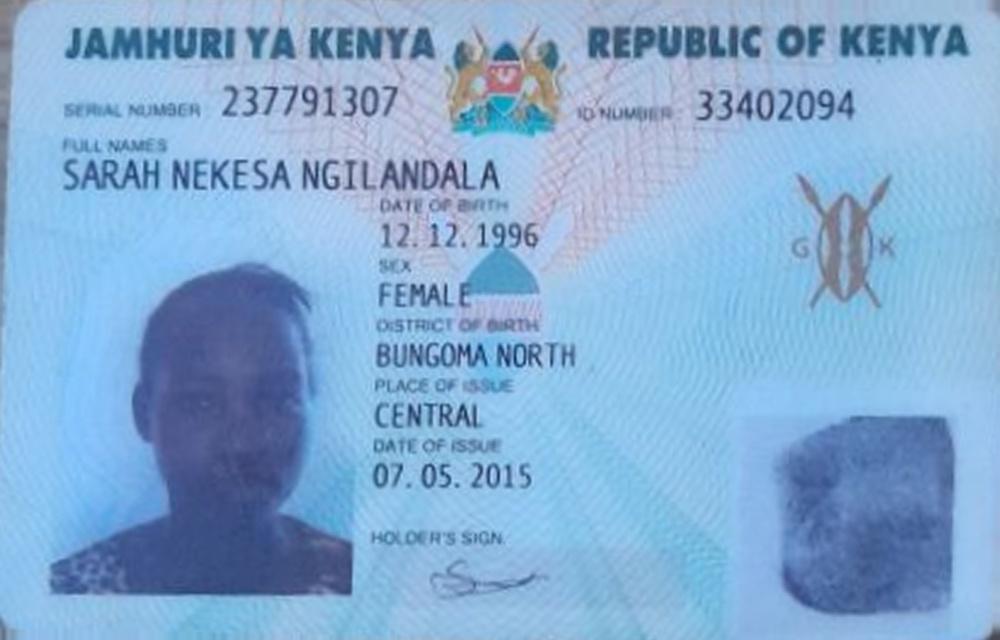 JAMHURI YA KENYA REPUBLIC OF KENYA
SERIAL NUMBER 237791307 ID NUMBER 33402094
FULL NAMES
SARAH NEKESA NGILANDALA
DATE OF BIRTH
12. 12. 1996
G K
SEX
FEMALE
DISTRICT OF BIRTH
BUNGOMA NORTH
PLACE OF ISSUE
CENTRAL
DATE OF ISSUE
07. 05. 2015
HOLDER'S SIGN.